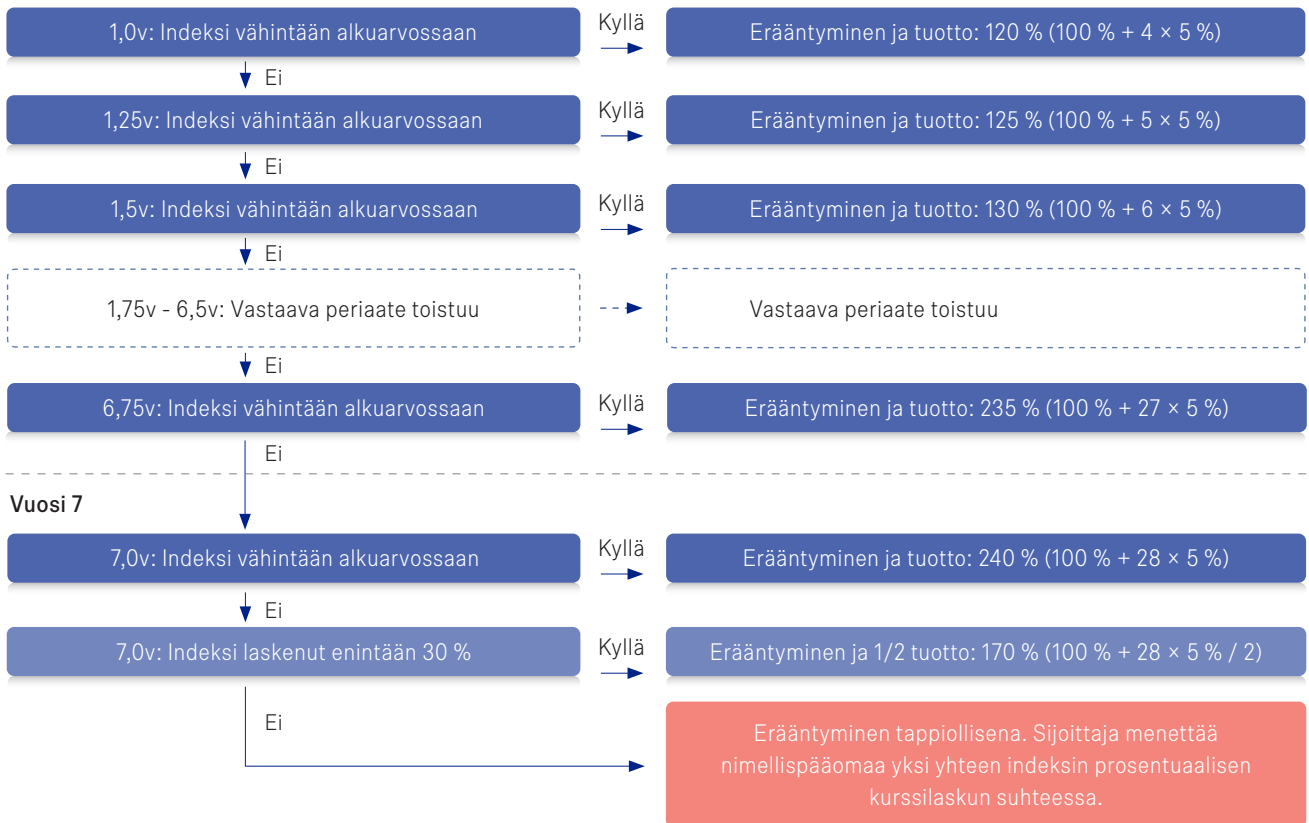 1,0v: Indeksi vähintään alkuarvossaan
Kyllä
Erääntyminen ja tuotto: 120 % (100 % + 4 × 5 %)
Ei
1,25v: Indeksi vähintään alkuarvossaan
Kyllä
Erääntyminen ja tuotto: 125 % (100 % + 5 × 5 %)
Ei
1,5v: Indeksi vähintään alkuarvossaan
Kyllä
Erääntyminen ja tuotto: 130 % (100 % + 6 × 5 %)
Ei
1,75v - 6,5v: Vastaava periaate toistuu
Vastaava periaate toistuu
Ei
6,75v: Indeksi vähintään alkuarvossaan
Kyllä
Erääntyminen ja tuotto: 235 % (100 % + 27 × 5 %)
Ei
Vuosi 7
7,0v: Indeksi vähintään alkuarvossaan
Kyllä
Erääntyminen ja tuotto: 240 % (100 % + 28 × 5 %)
Ei
7,0v: Indeksi laskenut enintään 30 %
Kyllä
Erääntyminen ja 1/2 tuotto: 170 % (100 % + 28 × 5 % / 2)
Ei
Erääntyminen tappiollisena. Sijoittaja menettää
nimellispääomaa yksi yhteen indeksin prosentuaalisen
kurssilaskun suhteessa.